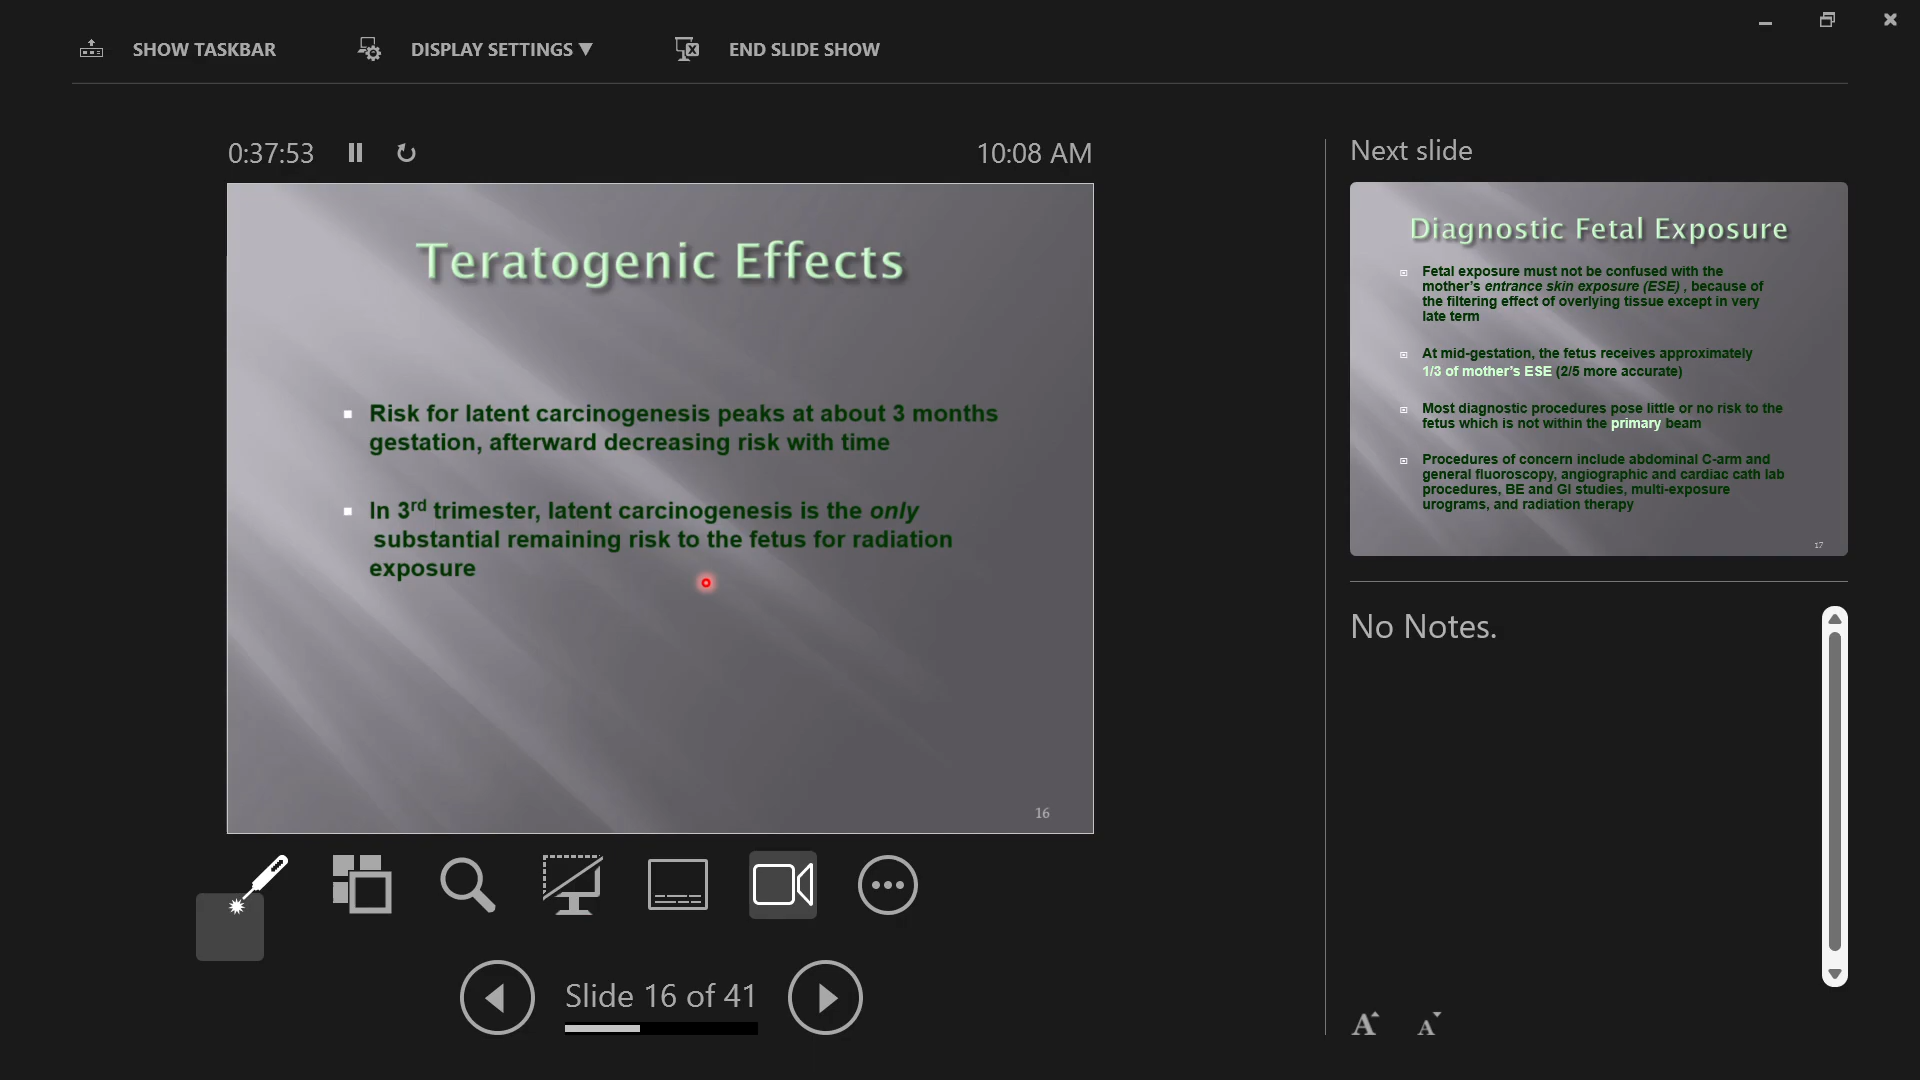 SHOW TASKBAR
DISPLAY SETTINGS ▼
END SLIDE SHOW
0:37:53
10:08 AM
Teratogenic Effects
Risk for latent carcinogenesis peaks at about 3 months
gestation, afterward decreasing risk with time
In 3rd trimester, latent carcinogenesis is the only
substantial remaining risk to the fetus for radiation
exposure
16
Slide 16 of 41
Next slide
Diagnostic Fetal Exposure
Fetal exposure must not be confused with the
mother's entrance skin exposure (ESE) , because of
the filtering effect of overlying tissue except in very
late term
At mid-gestation, the fetus receives approximately
1/3 of mother's ESE (2/5 more accurate)
Most diagnostic procedures pose little or no risk to the
fetus which is not within the primary beam
Procedures of concern include abdominal C-arm and
general fluoroscopy, angiographic and cardiac cath lab
procedures, BE and GI studies, multi-exposure
urograms, and radiation therapy
17
No Notes.
A A